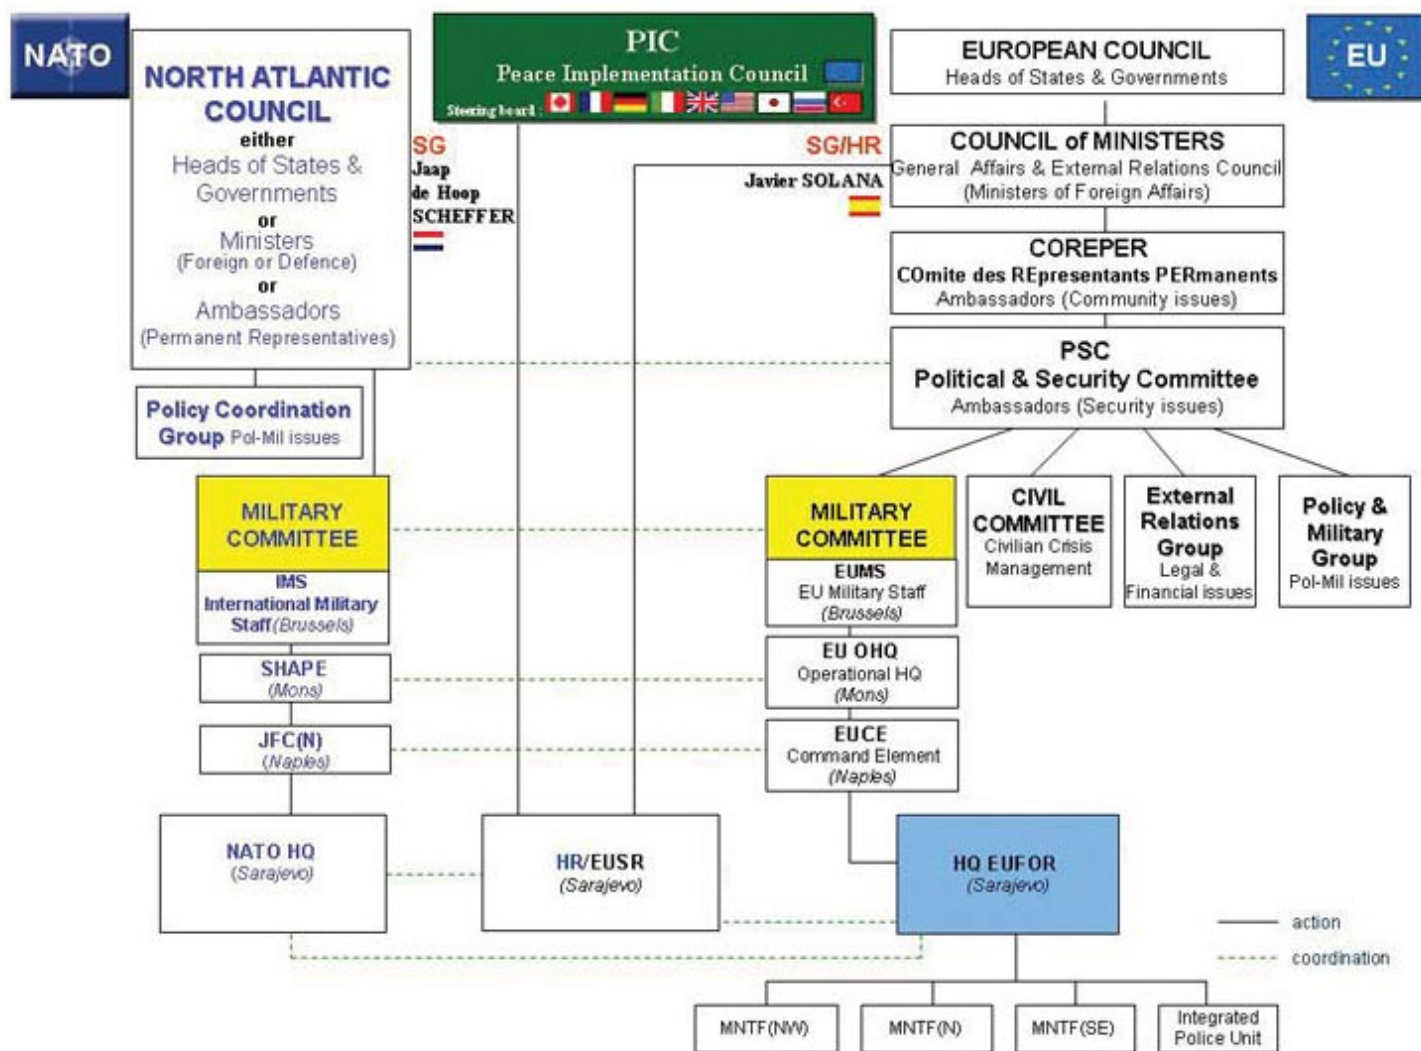 NATO
NORTH ATLANTIC
COUNCIL
either
Heads of States &
Governments
or
Ministers
(Foreign or Defence)
or
Ambassadors
(Permanent Representatives)
SG
Jaap
de Hoop
SCHEFFER
Policy Coordination
Group Pol-Mil issues
MILITARY
COMMITTEE
IMS
International Military
Staff(Brussels)
SHAPE
(Mons)
JFC(N)
(Naples)
NATO HQ
(Sarajevo)
PIC
Peace Implementation Council
Steering board :
HR/EUSR
(Sarajevo)
SG/HR
Javier SOLANA
EUROPEAN COUNCIL
Heads of States & Governments
EU
COUNCIL of MINISTERS
General Affairs & External Relations Council
(Ministers of Foreign Affairs)
COREPER
COmite des REpresentants PERmanents
Ambassadors (Community issues)
PSC
Political & Security Committee
Ambassadors (Security issues)
MILITARY
COMMITTEE
EUMS
EU Military Staff
(Brussels)
EU OHQ
Operational HQ
(Mons)
EUCE
Command Element
(Naples)
CIVIL
COMMITTEE
Civilian Crisis
Management
External
Relations
Group
Legal &
Financial issues
Policy &
Military
Group
Pol-Mil issues
HQ EUFOR
(Sarajevo)
action
coordination
MNTF(NW)
MNTF(N)
MNTF(SE)
Integrated
Police Unit